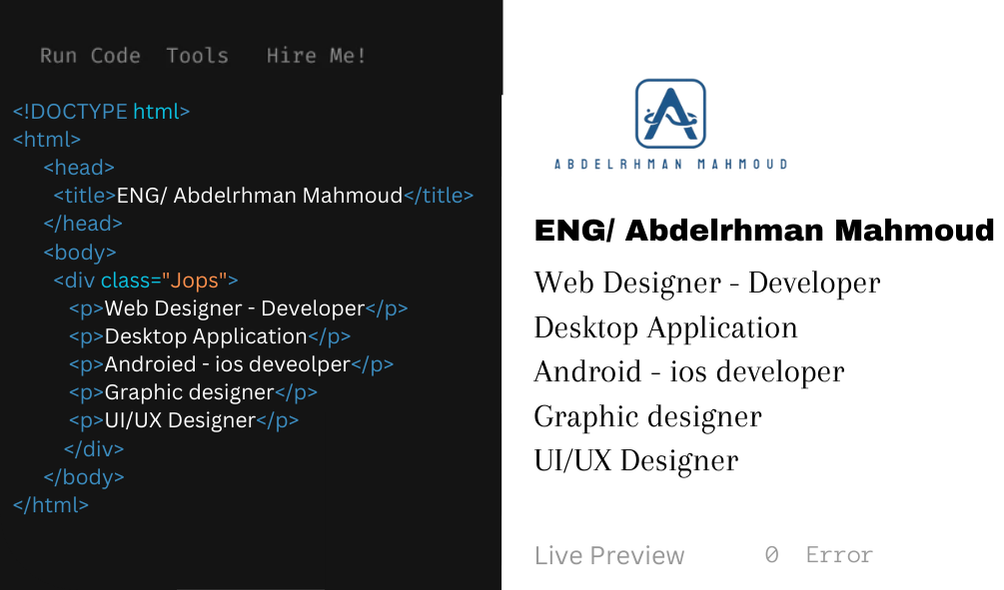 Run Code Tools Hire Me!
<!DOCTYPE html>
<html>
<head>
<title>ENG/ Abdelrhman Mahmoud</title>
</head>
<body>
<div class="Jops">
<p>Web Designer - Developer</p>
<p>Desktop Application</p>
<p>Androied - ios deveolper</p>
<p>Graphic designer</p>
<p>UI/UX Designer</p>
</div>
</body>
</html>
ABDELRHMAN MAHMOUD
ENG/ Abdelrhman Mahmoud
Web Designer - Developer
Desktop Application
Android - ios developer
Graphic designer
UI/UX Designer
Live Preview 0 Error